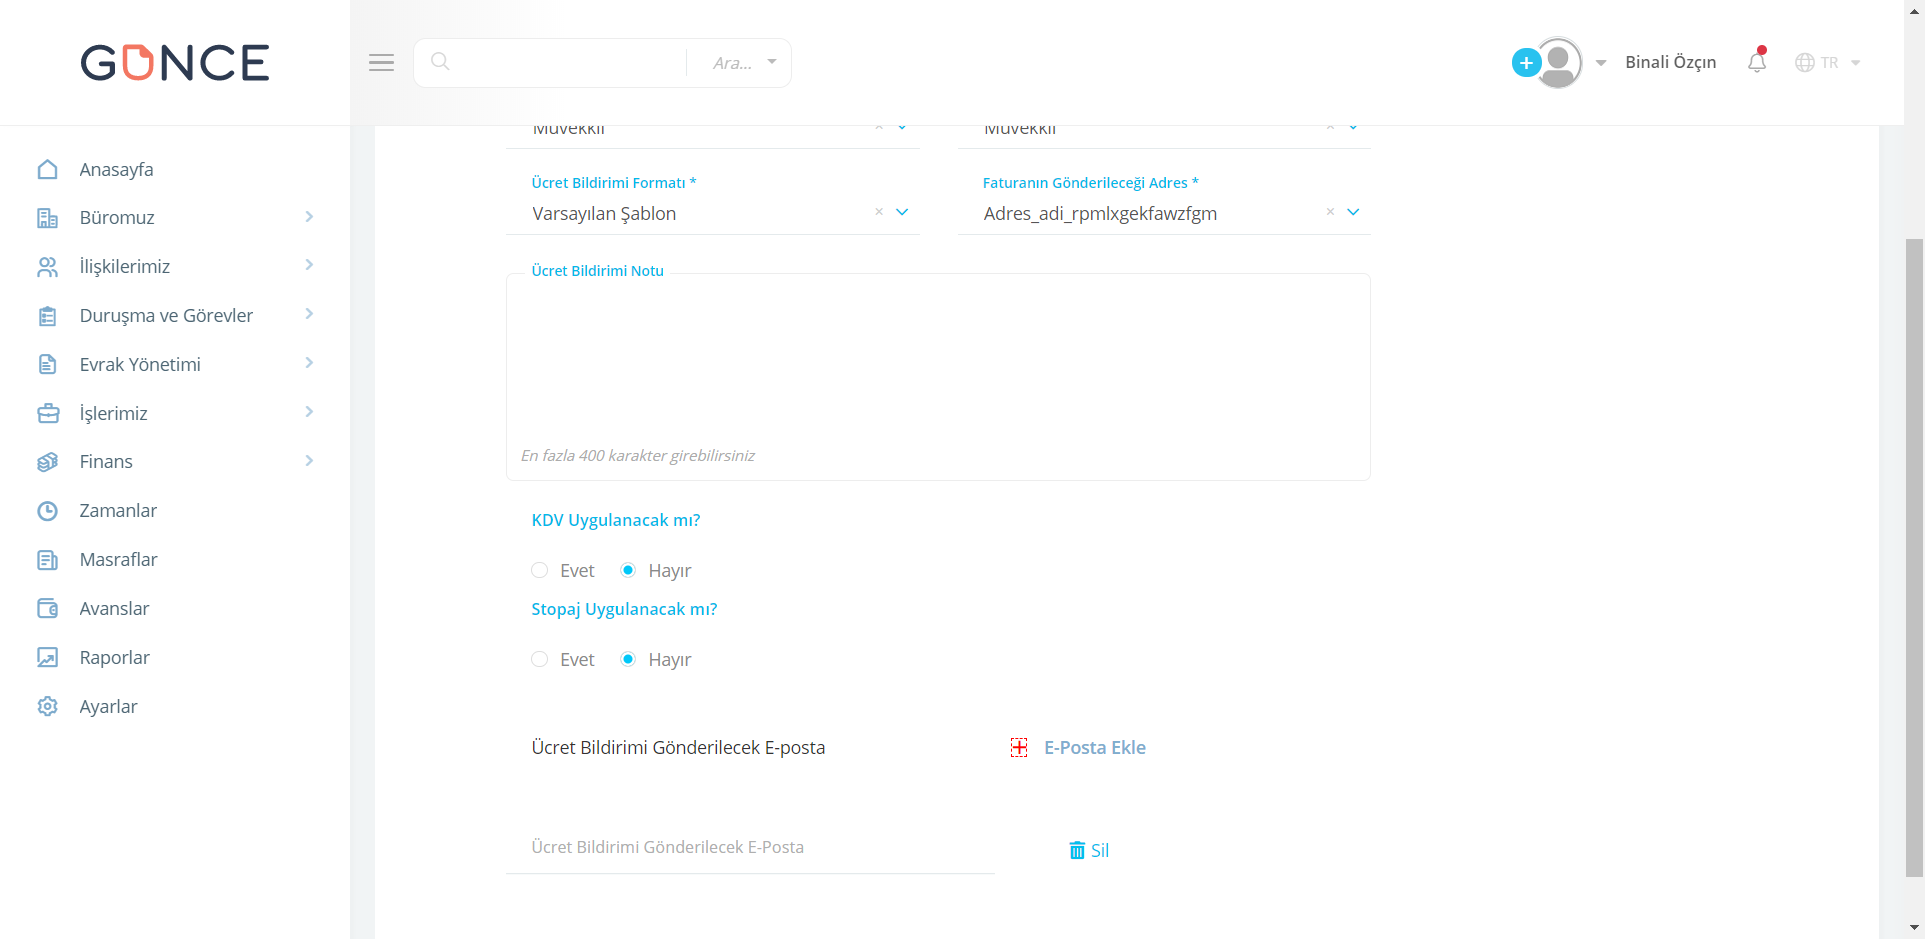 GÜNCE
Ara...
Binali Özçın
TR
Anasayfa
Büromuz
İlişkilerimiz
Duruşma ve Görevler
Evrak Yönetimi
İşlerimiz
Finans
Zamanlar
Masraflar
Avanslar
Raporlar
Ayarlar
Müvekkil × Müvekkil ×
Ücret Bildirimi Formatı * Faturanın Gönderileceği Adres *
Varsayılan Şablon × Adres_adi_rpmlxgekfawzfgm ×
Ücret Bildirimi Notu
En fazla 400 karakter girebilirsiniz
KDV Uygulanacak mı?
Evet Hayır
Stopaj Uygulanacak mı?
Evet Hayır
Ücret Bildirimi Gönderilecek E-posta E-Posta Ekle
Ücret Bildirimi Gönderilecek E-Posta Sil